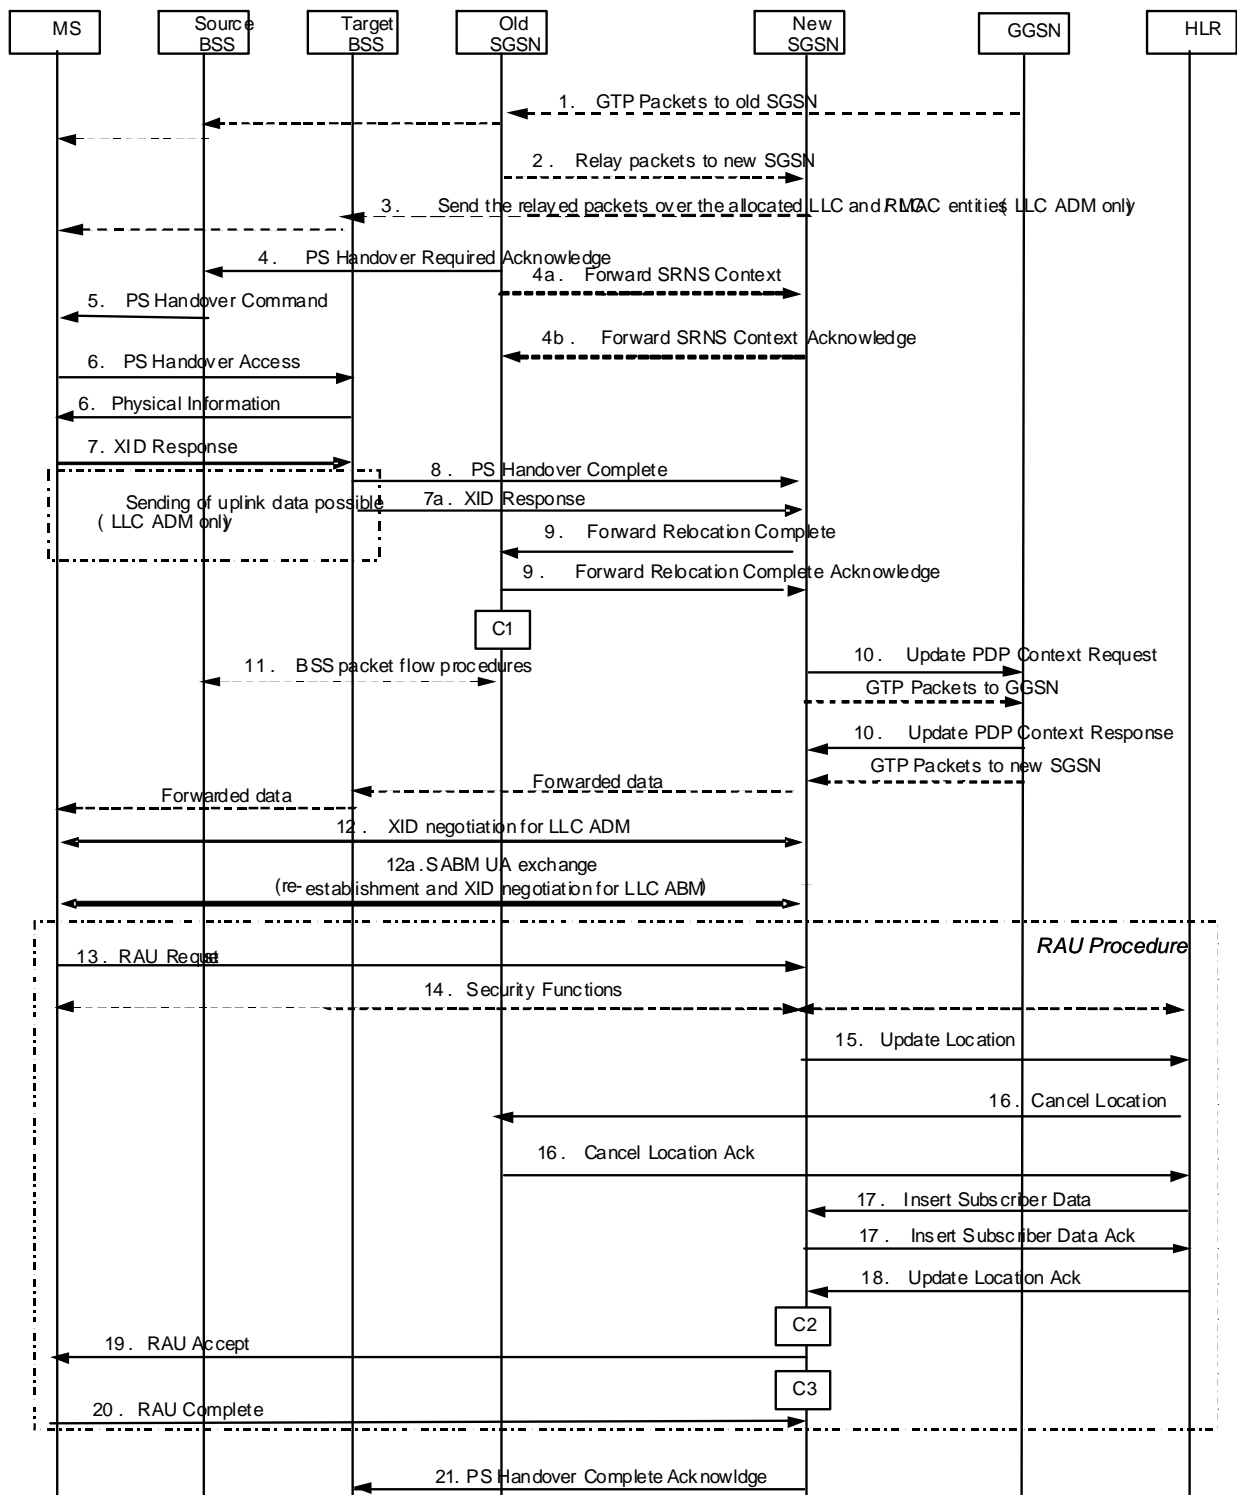 MS
Source
BSS
Target
BSS
Old
SGSN
New
SGSN
GGSN
HLR
1. GTP Packets to old SGSN
2. Relay packets to new SGSN
3. Send the relayed packets over the allocated LLC and RLC/MAC entities (LLC ADM only)
4. PS Handover Required Acknowledge
4a. Forward SRNS Context
5. PS Handover Command
4b. Forward SRNS Context Acknowledge
6. PS Handover Access
6. Physical Information
7. XID Response
8. PS Handover Complete
Sending of uplink data possible
(LLC ADM only)
7a. XID Response
9. Forward Relocation Complete
9. Forward Relocation Complete Acknowledge
C1
10. Update PDP Context Request
11. BSS packet flow procedures
GTP Packets to GGSN
10. Update PDP Context Response
GTP Packets to new SGSN
Forwarded data
Forwarded data
12. XID negotiation for LLC ADM
12a. SABM UA exchange
(re-establishment and XID negotiation for LLC ABM)
RAU Procedure
13. RAU Request
14. Security Functions
15. Update Location
16. Cancel Location
16. Cancel Location Ack
17. Insert Subscriber Data
17. Insert Subscriber Data Ack
18. Update Location Ack
C2
19. RAU Accept
C3
20. RAU Complete
21. PS Handover Complete Acknowldge